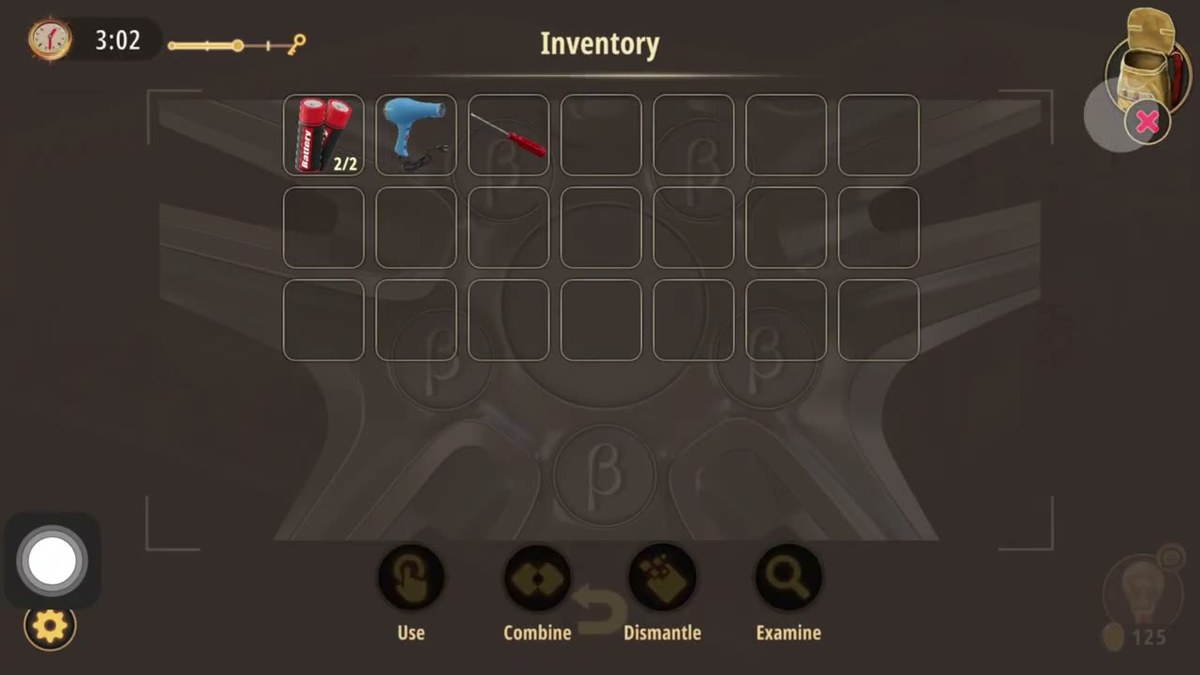 3:02
Inventory
Battery
2/2
β β
β β
β
Use Combine Dismantle Examine
125